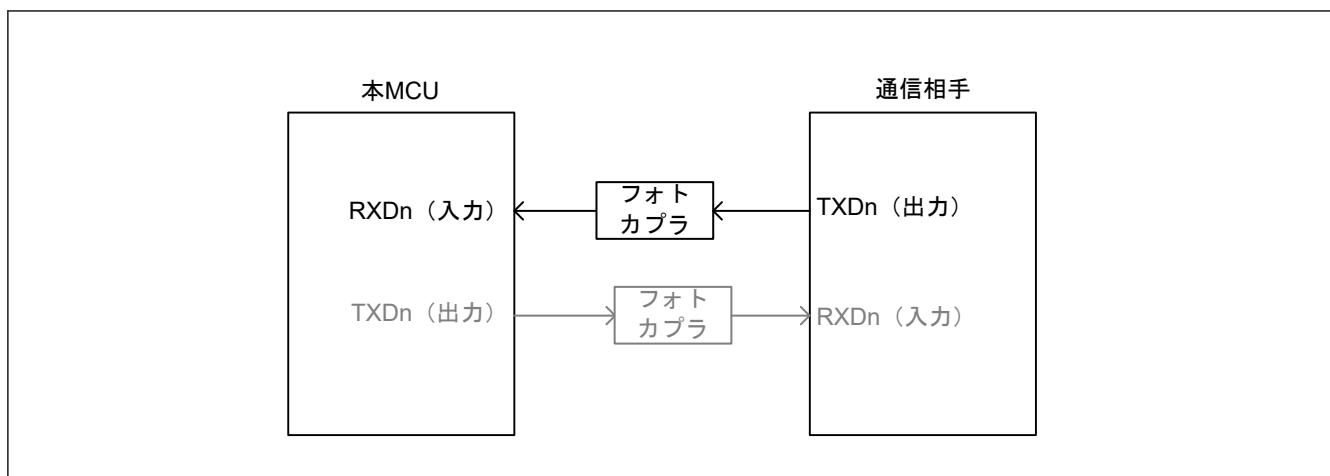 本MCU
通信相手
RXDn（入力）
フォト
カプラ
TXDn（出力）
TXDn（出力）
フォト
カプラ
RXDn（入力）